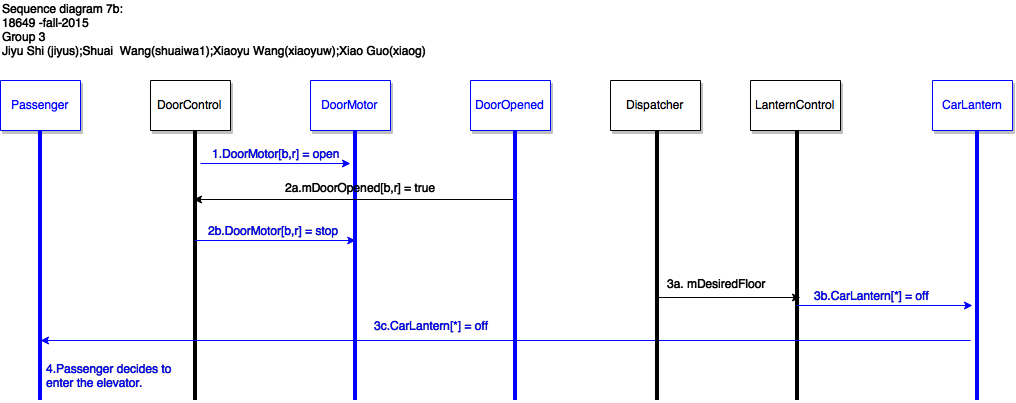 Sequence diagram 7b:
18649 -fall-2015
Group 3
Jiyu Shi (jiyus);Shuai  Wang(shuaiwa1);Xiaoyu Wang(xiaoyuw);Xiao Guo(xiaog)
Passenger
DoorControl
DoorMotor
DoorOpened
Dispatcher
LanternControl
CarLantern
1.DoorMotor[b,r] = open
2a.mDoorOpened[b,r] = true
2b.DoorMotor[b,r] = stop
3a. mDesiredFloor
3b.CarLantern[*] = off
3c.CarLantern[*] = off
4.Passenger decides to
enter the elevator.